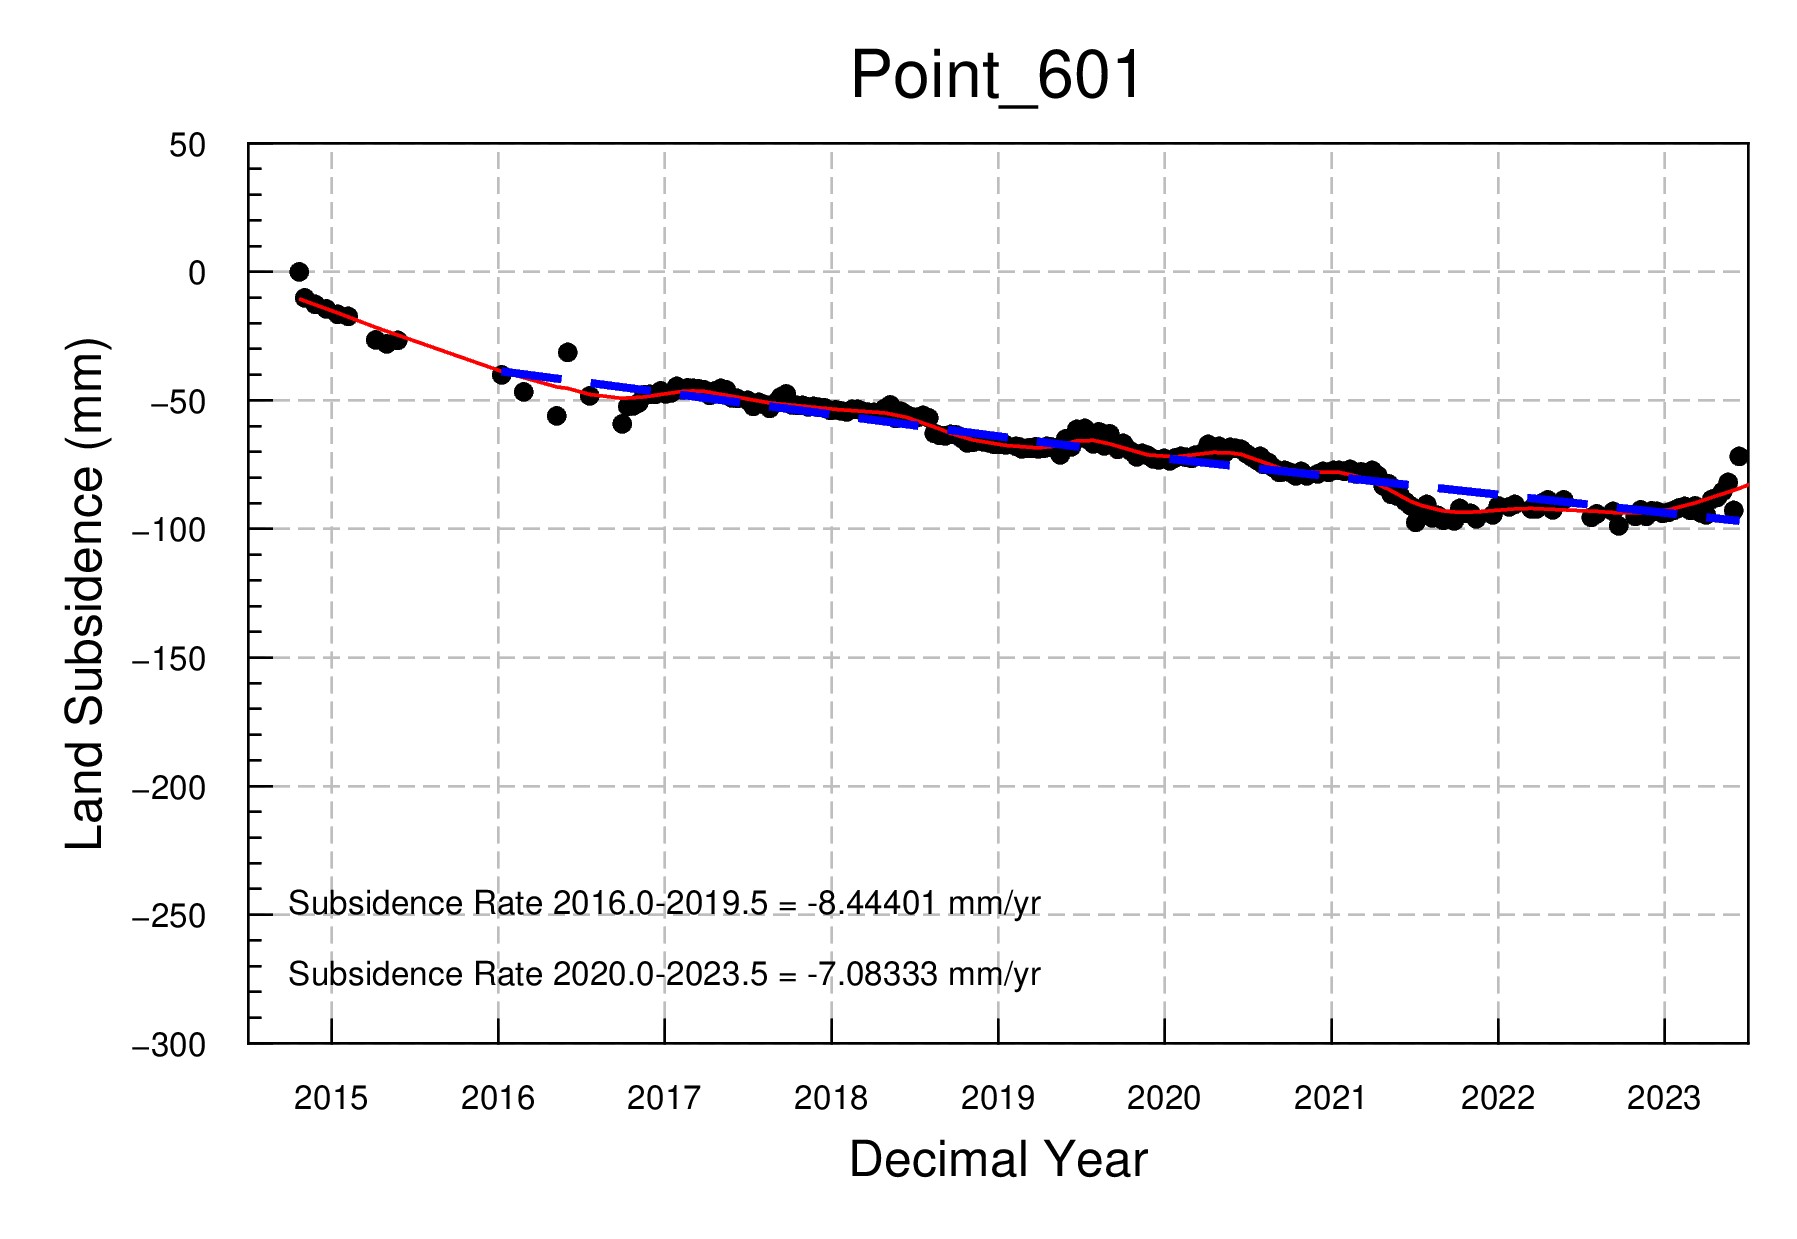 Point_601
50
0
−50
−100
−150
−200
−250
−300
Land Subsidence (mm)
Subsidence Rate 2016.0-2019.5 = -8.44401 mm/yr
Subsidence Rate 2020.0-2023.5 = -7.08333 mm/yr
2015 2016 2017 2018 2019 2020 2021 2022 2023
Decimal Year